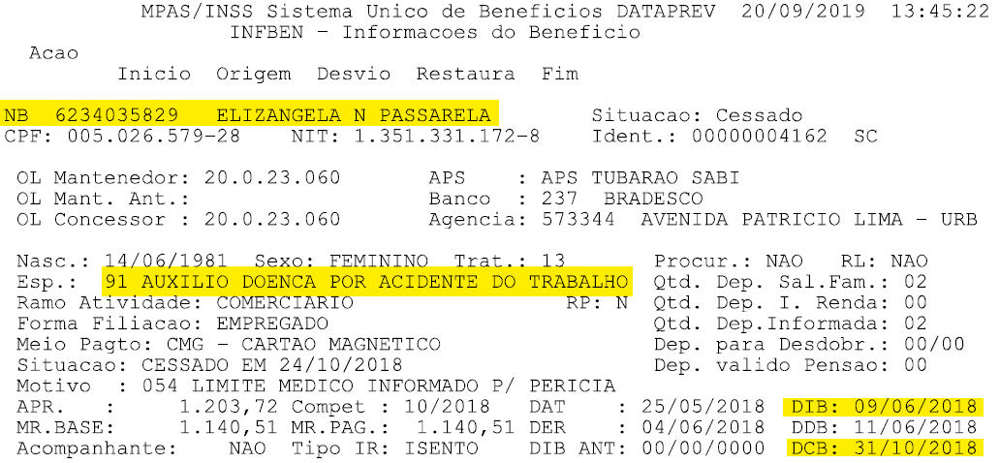 MPAS/INSS Sistema Unico de Beneficios DATAPREV 20/09/2019 13:45:22
INFBEN - Informacoes do Beneficio
Acao
Inicio Origem Desvio Restaura Fim
NB 6234035829 ELIZANGELA N PASSARELA Situacao: Cessado
CPF: 005.026.579-28 NIT: 1.351.331.172-8 Ident.: 00000004162 SC
OL Mantenedor: 20.0.23.060 APS : APS TUBARAO SABI
OL Mant. Ant.: Banco : 237 BRADESCO
OL Concessor : 20.0.23.060 Agencia: 573344 AVENIDA PATRICIO LIMA - URB
Nasc.: 14/06/1981 Sexo: FEMININO Trat.: 13 Procur.: NAO RL: NAO
Esp.: 91 AUXILIO DOENCA POR ACIDENTE DO TRABALHO Qtd. Dep. Sal.Fam.: 02
Ramo Atividade: COMERCIARIO RP: N Qtd. Dep. I. Renda: 00
Forma Filiacao: EMPREGADO Qtd. Dep.Informada: 02
Meio Pagto: CMG - CARTAO MAGNETICO Dep. para Desdobr.: 00/00
Situacao: CESSADO EM 24/10/2018 Dep. valido Pensao: 00
Motivo : 054 LIMITE MEDICO INFORMADO P/ PERICIA
APR. : 1.203,72 Compet : 10/2018 DAT : 25/05/2018 DIB: 09/06/2018
MR.BASE: 1.140,51 MR.PAG.: 1.140,51 DER : 04/06/2018 DDB: 11/06/2018
Acompanhante: NAO Tipo IR: ISENTO DIB ANT: 00/00/0000 DCB: 31/10/2018